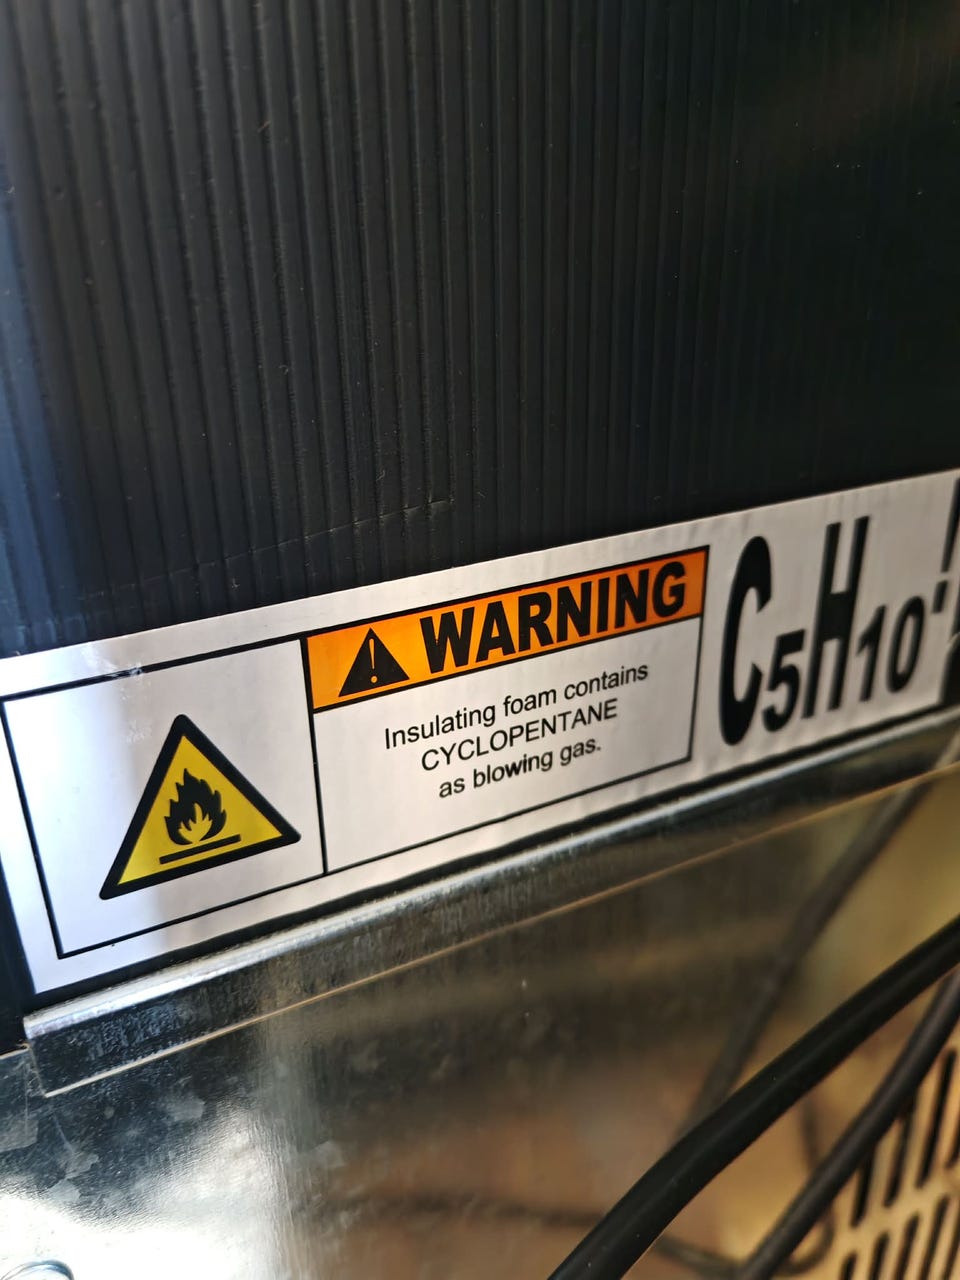 WARNING
Insulating foam contains
CYCLOPENTANE
as blowing gas.
C5H10